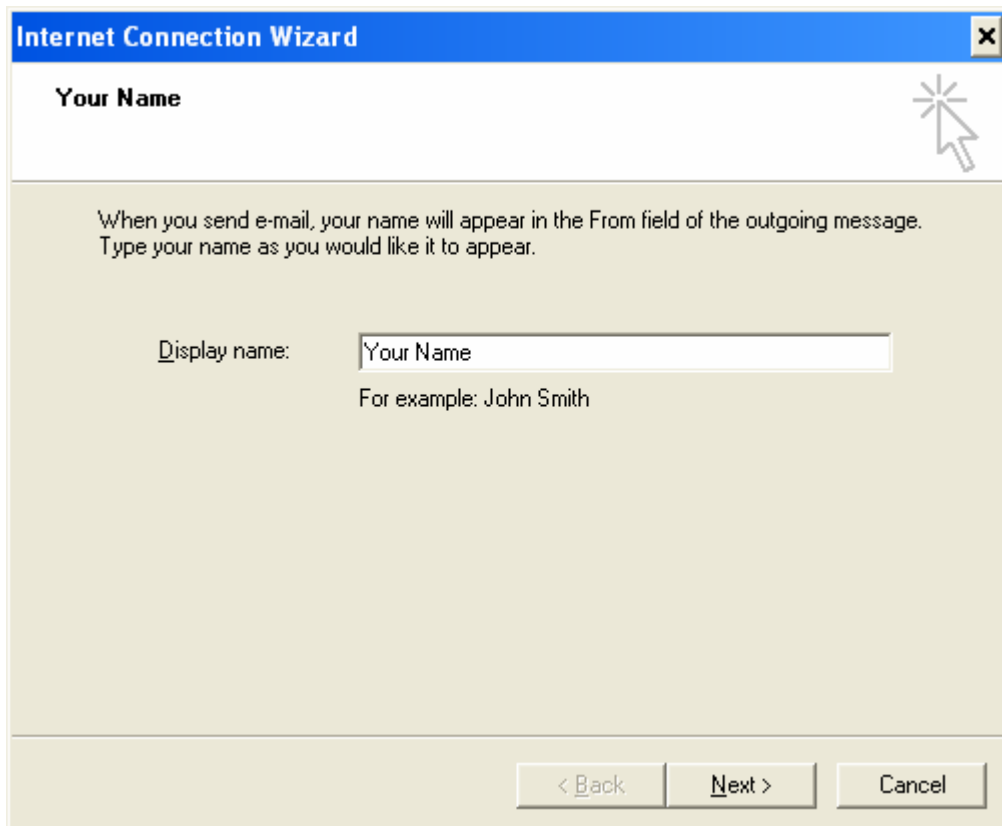 Internet Connection Wizard
Your Name
When you send e-mail, your name will appear in the From field of the outgoing message.
Type your name as you would like it to appear.
Display name: Your Name
For example: John Smith
< Back Next > Cancel